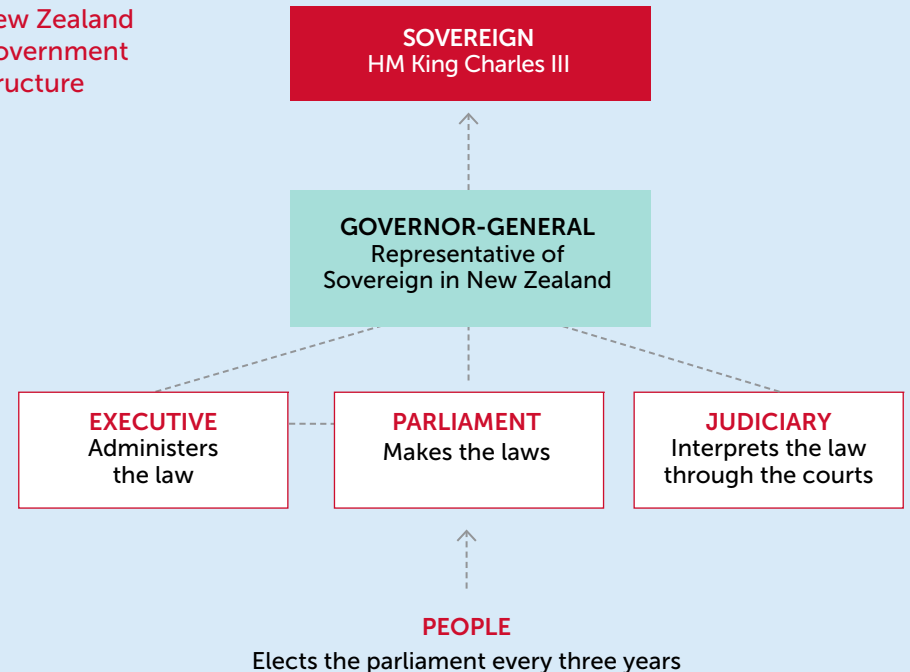 ew Zealand
overnment
ructure
SOVEREIGN
HM King Charles III
GOVERNOR-GENERAL
Representative of
Sovereign in New Zealand
EXECUTIVE
Administers
the law
PARLIAMENT
Makes the laws
JUDICIARY
Interprets the law
through the courts
PEOPLE
Elects the parliament every three years